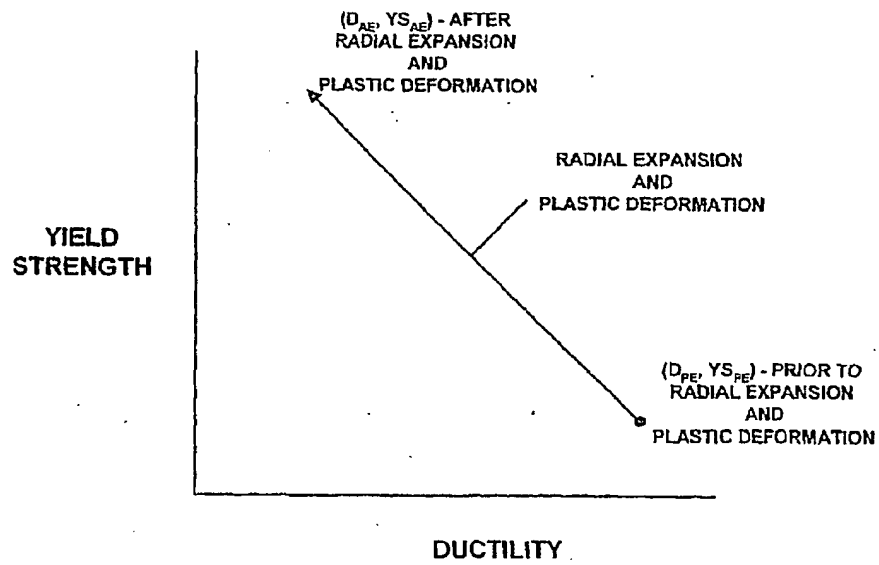 (D_AE, YS_AE) - AFTER
RADIAL EXPANSION
AND
PLASTIC DEFORMATION
RADIAL EXPANSION
AND
PLASTIC DEFORMATION
YIELD
STRENGTH
(D_PE, YS_PE) - PRIOR TO
RADIAL EXPANSION
AND
PLASTIC DEFORMATION
DUCTILITY